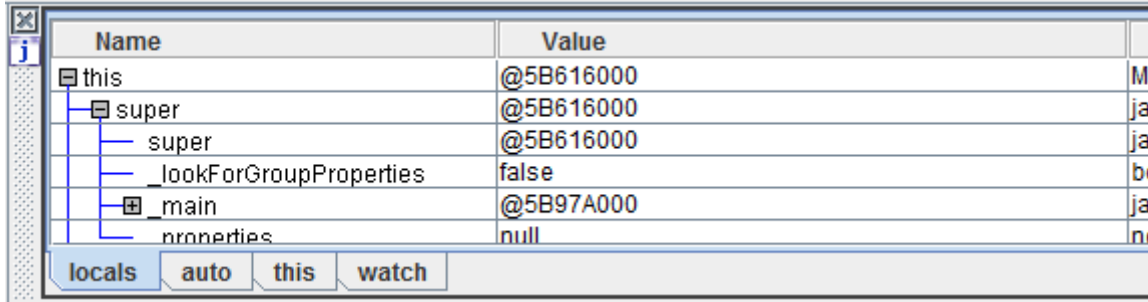 j
Name Value
this @5B616000 M
super @5B616000 ja
super @5B616000 ja
_lookForGroupProperties false
_main @5B97A000 ja
_properties null
locals auto this watch